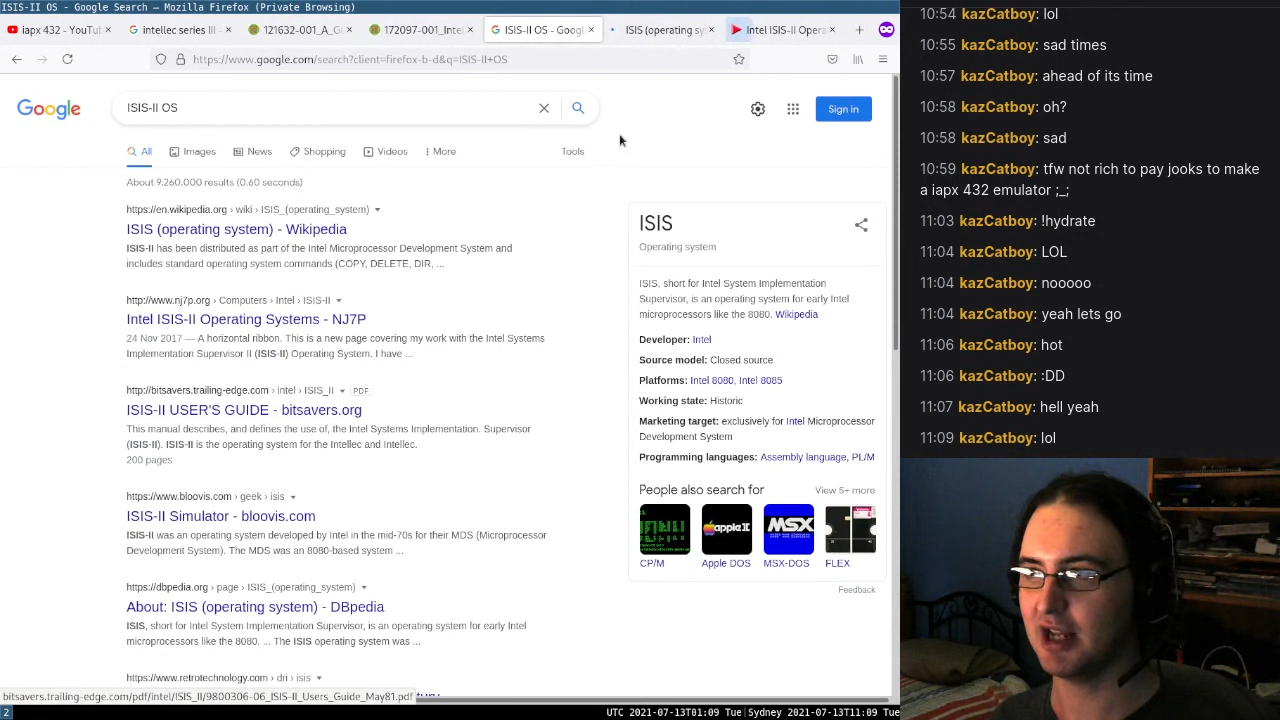 ISIS-II OS - Google Search — Mozilla Firefox (Private Browsing)
iapx 432 - YouTub
intellec series III -
121632-001_A_Gu
172097-001_Intel
ISIS-II OS - Googl
ISIS (operating sy
Intel ISIS-II Opera
https://www.google.com/search?client=firefox-b-d&q=ISIS-II+OS
Google
ISIS-II OS
Sign in
All
Images
News
Shopping
Videos
More
Tools
About 9,260,000 results (0.60 seconds)
https://en.wikipedia.org › wiki › ISIS_(operating_system)
ISIS (operating system) - Wikipedia
ISIS-II has been distributed as part of the Intel Microprocessor Development System and
includes standard operating system commands (COPY, DELETE, DIR, ...
http://www.nj7p.org › Computers › Intel › ISIS-II
Intel ISIS-II Operating Systems - NJ7P
24 Nov 2017 — A horizontal ribbon. This is a new page covering my work with the Intel Systems
Implementation Supervisor II (ISIS-II) Operating System. I have ...
http://bitsavers.trailing-edge.com › intel › ISIS_II
PDF
ISIS-II USER'S GUIDE - bitsavers.org
This manual describes, and defines the use of, the Intel Systems Implementation. Supervisor
(ISIS-II). ISIS-II is the operating system for the Intellec and Intellec.
200 pages
https://www.bloovis.com › geek › isis
ISIS-II Simulator - bloovis.com
ISIS-II was an operating system developed by Intel in the mid-70s for their MDS (Microprocessor
Development System). The MDS was an 8080-based system ...
https://dbpedia.org › page › ISIS_(operating_system)
About: ISIS (operating system) - DBpedia
ISIS, short for Intel System Implementation Supervisor, is an operating system for early Intel
microprocessors like the 8080. ... The ISIS operating system was ...
https://www.retrotechnology.com › dri › isis
ISIS
Operating system
ISIS, short for Intel System Implementation
Supervisor, is an operating system for early Intel
microprocessors like the 8080. Wikipedia
Developer: Intel
Source model: Closed source
Platforms: Intel 8080, Intel 8085
Working state: Historic
Marketing target: exclusively for Intel Microprocessor
Development System
Programming languages: Assembly language, PL/M
People also search for
View 5+ more
apple II
MSX
CP/M
Apple DOS
MSX-DOS
FLEX
Feedback
bitsavers.trailing-edge.com/pdf/intel/ISIS_II/9800306-06_ISIS-II_Users_Guide_May81.pdf
2
UTC 2021-07-13T01:09 Tue|Sydney 2021-07-13T11:09 Tue
10:54 kazCatboy: lol
10:55 kazCatboy: sad times
10:57 kazCatboy: ahead of its time
10:58 kazCatboy: oh?
10:58 kazCatboy: sad
10:59 kazCatboy: tfw not rich to pay jooks to make
a iapx 432 emulator ;_;
11:03 kazCatboy: !hydrate
11:04 kazCatboy: LOL
11:04 kazCatboy: nooooo
11:04 kazCatboy: yeah lets go
11:06 kazCatboy: hot
11:06 kazCatboy: :DD
11:07 kazCatboy: hell yeah
11:09 kazCatboy: lol